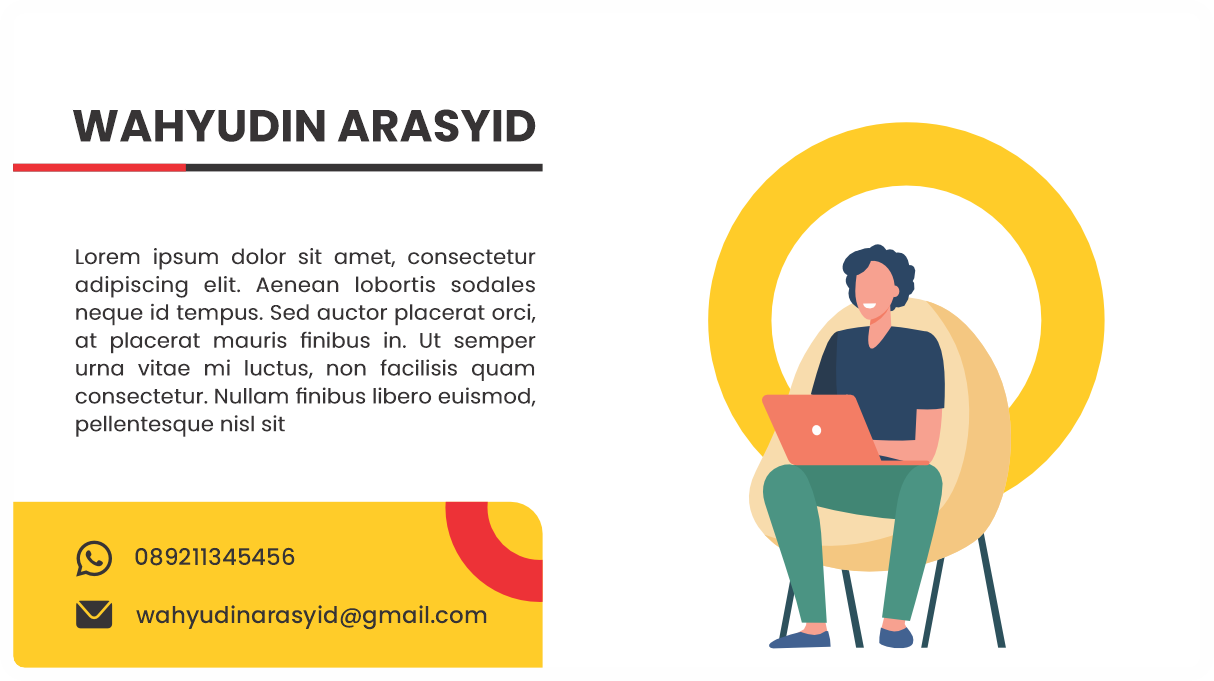 WAHYUDIN ARASYID
Lorem ipsum dolor sit amet, consectetur
adipiscing elit. Aenean lobortis sodales
neque id tempus. Sed auctor placerat orci,
at placerat mauris finibus in. Ut semper
urna vitae mi luctus, non facilisis quam
consectetur. Nullam finibus libero euismod,
pellentesque nisl sit
089211345456
wahyudinarasyid@gmail.com